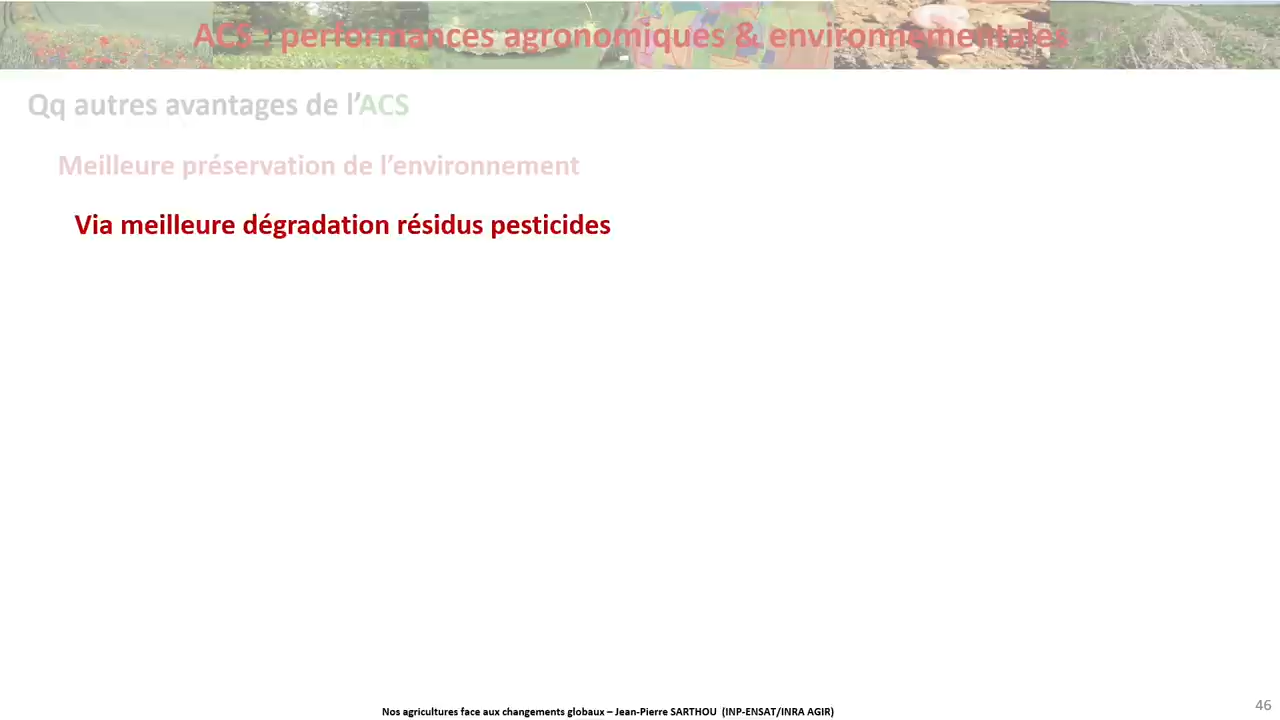 ACS : performances agronomiques & environnementales
-
Qq autres avantages de l’ACS
Meilleure préservation de l’environnement
Via meilleure dégradation résidus pesticides
Nos agricultures face aux changements globaux – Jean-Pierre SARTHOU (INP-ENSAT/INRA AGIR)
46